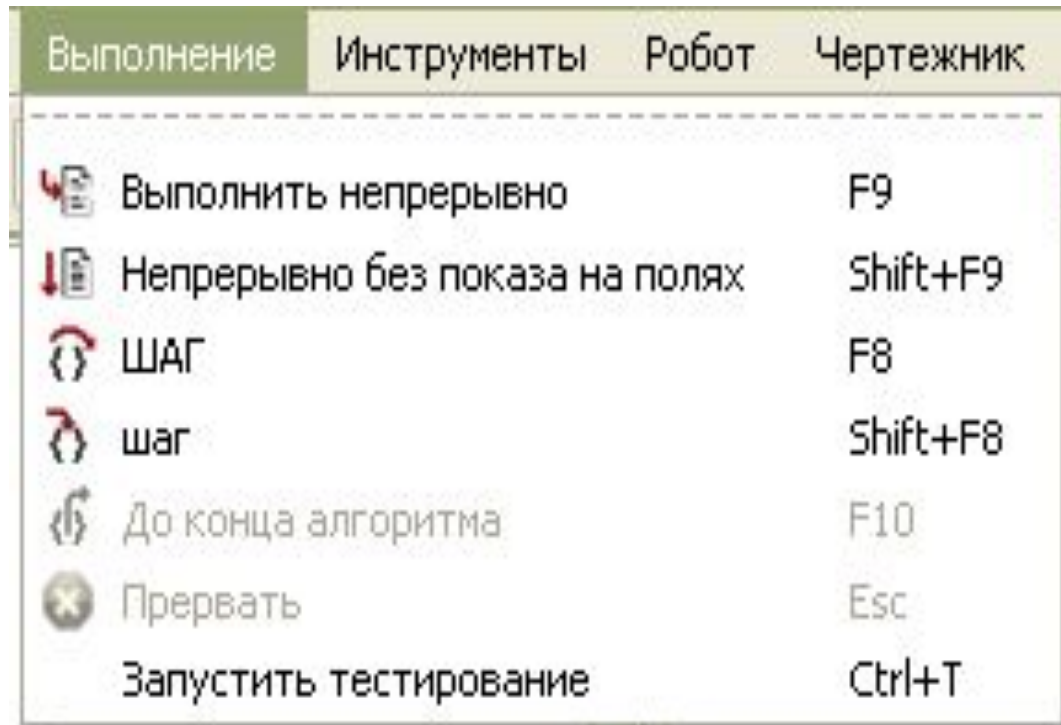 Выполнение Инструменты Робот Чертежник
Выполнить непрерывно F9
Непрерывно без показа на полях Shift+F9
ШАГ F8
шаг Shift+F8
До конца алгоритма F10
Прервать Esc
Запустить тестирование Ctrl+T